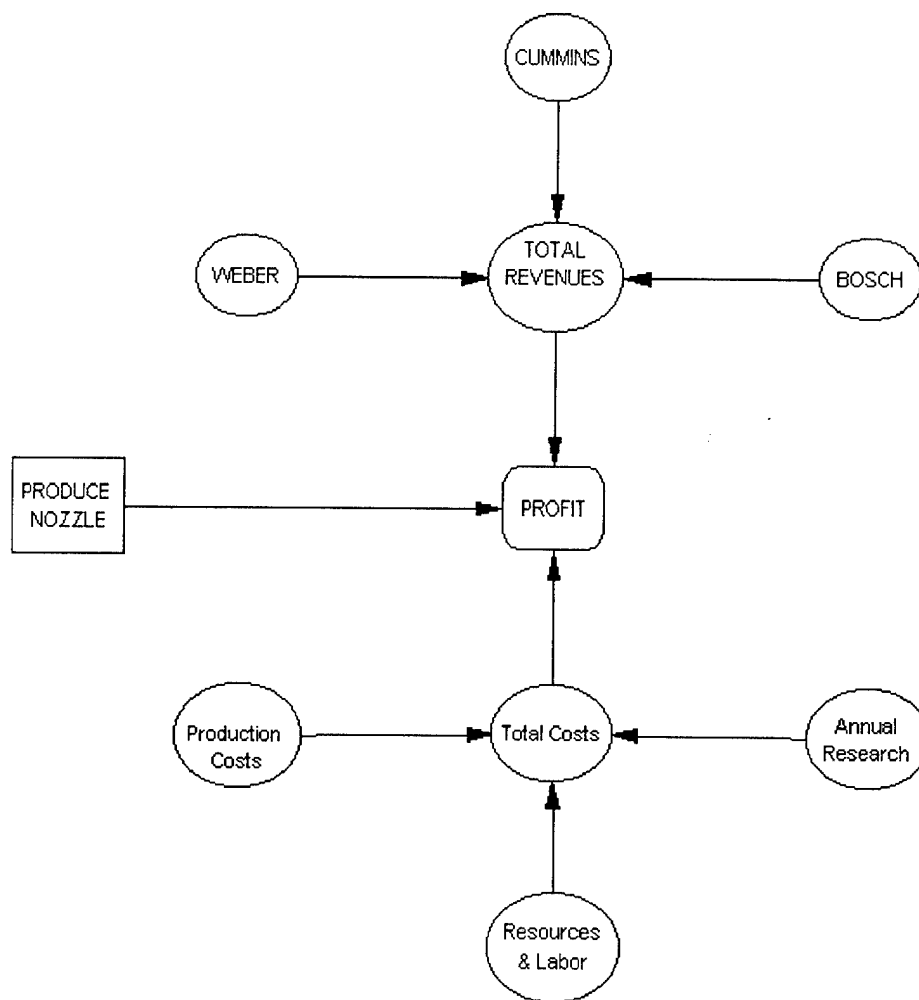 CUMMINS
WEBER
TOTAL
REVENUES
BOSCH
PRODUCE
NOZZLE
PROFIT
Production
Costs
Total Costs
Annual
Research
Resources
& Labor